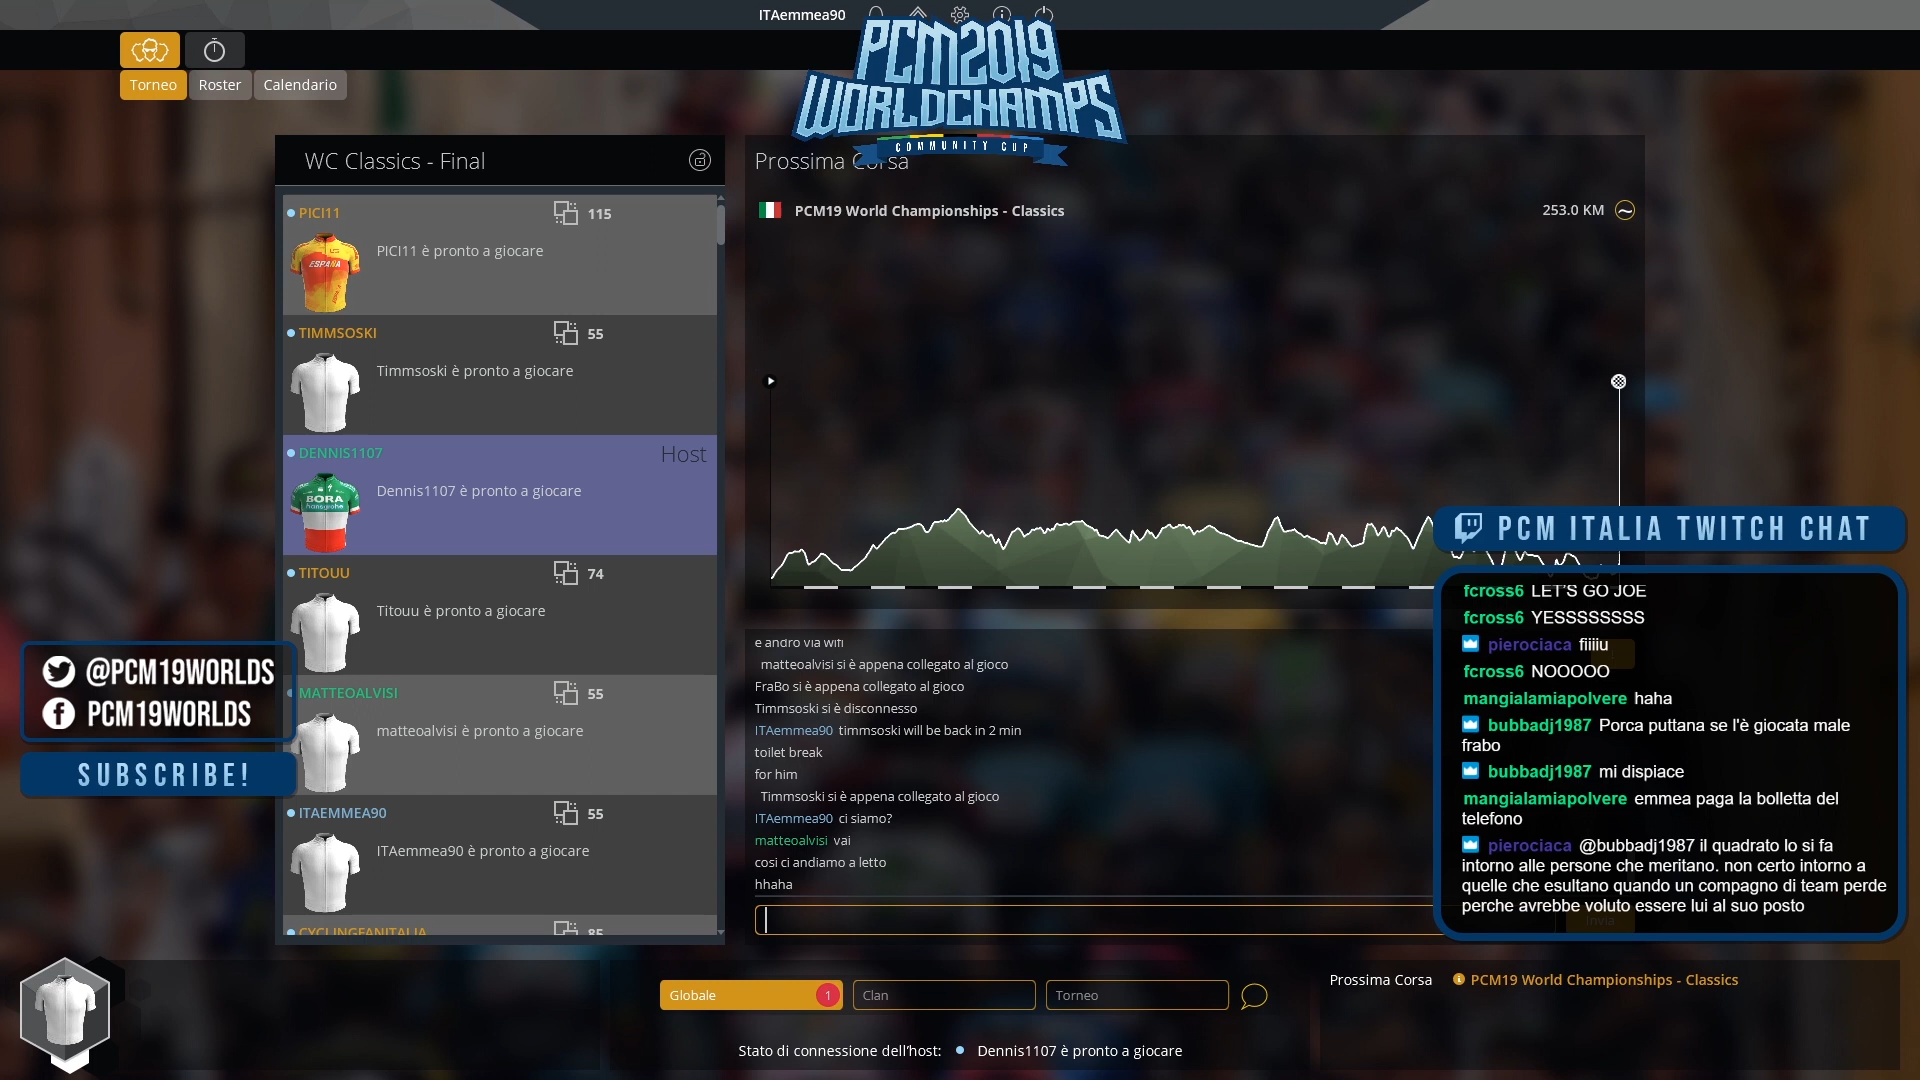 ITAemmea90
PCM2019
WORLDCHAMPS
COMMUNITY CUP
Torneo
Roster
Calendario
WC Classics - Final
PICI11
115
PICI11 è pronto a giocare
ESPAÑA
TIMMSOSKI
55
Timmsoski è pronto a giocare
DENNIS1107
Host
Dennis1107 è pronto a giocare
BORA
hansgrohe
TITOUU
74
Titouu è pronto a giocare
MATTEOALVISI
55
matteoalvisi è pronto a giocare
ITAEMMEA90
55
ITAemmea90 è pronto a giocare
CYCLINGFANITALIA
85
@PCM19WORLDS
PCM19WORLDS
SUBSCRIBE!
Prossima Corsa
PCM19 World Championships - Classics
253.0 KM
e andro via wifi
matteoalvisi si è appena collegato al gioco
FraBo si è appena collegato al gioco
Timmsoski si è disconnesso
ITAemmea90 timmsoski will be back in 2 min
toilet break
for him
Timmsoski si è appena collegato al gioco
ITAemmea90 ci siamo?
matteoalvisi vai
cosi ci andiamo a letto
hhaha
Invia
PCM ITALIA TWITCH CHAT
fcross6 LET'S GO JOE
fcross6 YESSSSSSSS
pierociaca fiiiiu
fcross6 NOOOOO
mangialamiapolvere haha
bubbadj1987 Porca puttana se l'è giocata male
frabo
bubbadj1987 mi dispiace
mangialamiapolvere emmea paga la bolletta del
telefono
pierociaca @bubbadj1987 il quadrato lo si fa
intorno alle persone che meritano. non certo intorno a
quelle che esultano quando un compagno di team perde
perche avrebbe voluto essere lui al suo posto
Globale
1
Clan
Torneo
Prossima Corsa
PCM19 World Championships - Classics
Stato di connessione dell'host:
Dennis1107 è pronto a giocare